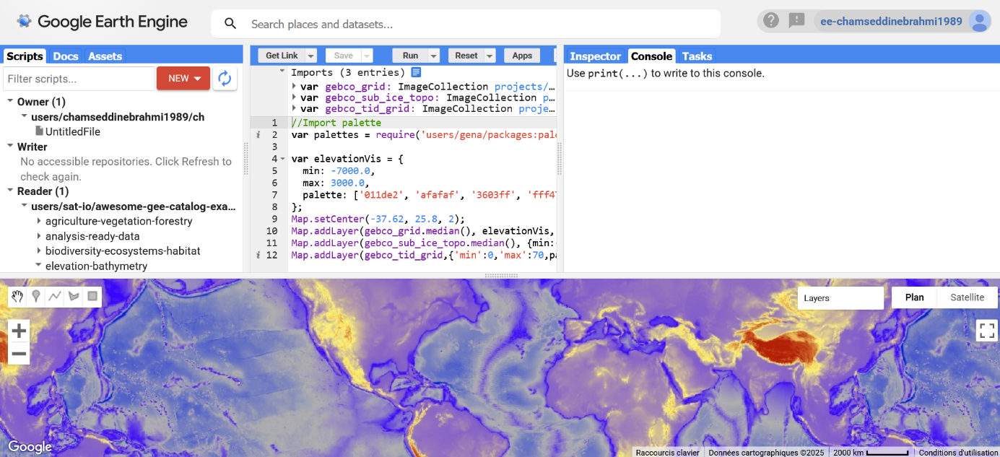 Google Earth Engine
Search places and datasets...
ee-chamseddinebrahmi1989
Scripts Docs Assets
Filter scripts...
NEW
Owner (1)
users/chamseddinebrahmi1989/ch
UntitledFile
Writer
No accessible repositories. Click Refresh to
check again.
Reader (1)
users/sat-io/awesome-gee-catalog-exa...
agriculture-vegetation-forestry
analysis-ready-data
biodiversity-ecosystems-habitat
elevation-bathymetry
Get Link Save Run Reset Apps
Imports (3 entries)
var gebco_grid: ImageCollection projects/...
var gebco_sub_ice_topo: ImageCollection p...
var gebco_tid_grid: ImageCollection proje...
1 //Import palette
i 2 var palettes = require('users/gena/packages:pal
3
4 var elevationVis = {
5 min: -7000.0,
6 max: 3000.0,
7 palette: ['011de2', 'afafaf', '3603ff', 'fff4
8 };
9 Map.setCenter(-37.62, 25.8, 2);
10 Map.addLayer(gebco_grid.median(), elevationVis,
11 Map.addLayer(gebco_sub_ice_topo.median(), {min:
i 12 Map.addLayer(gebco_tid_grid,{'min':0,'max':70,pa
Inspector Console Tasks
Use print(...) to write to this console.
Layers
Plan Satellite
Google
Raccourcis clavier Données cartographiques ©2025 2000 km Conditions d'utilisation